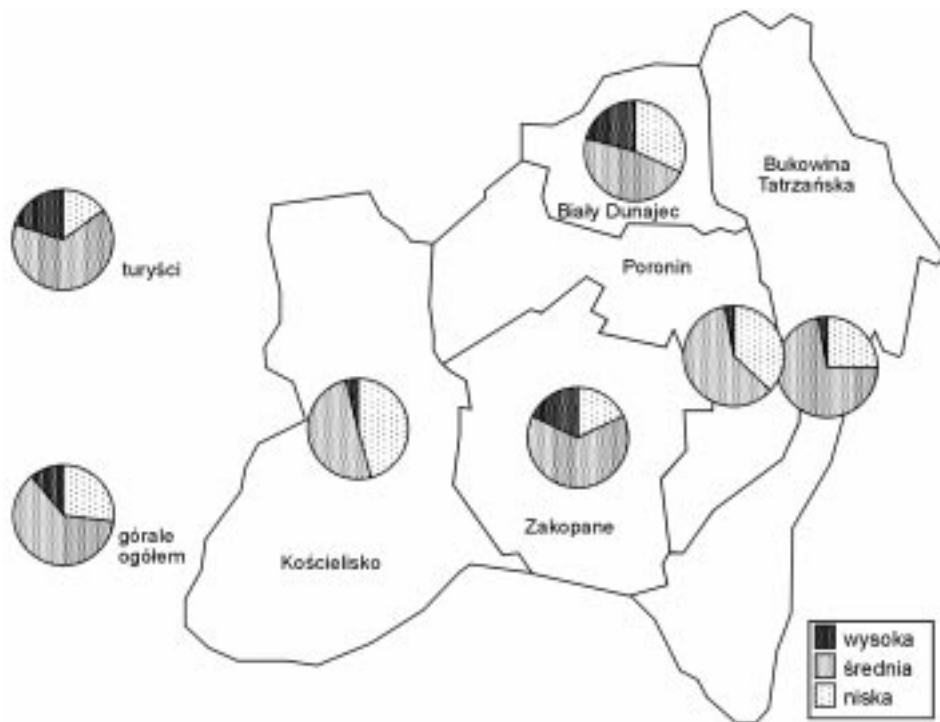 Bukowina
Tatrzańska
Biały Dunajec
turyści
Poronin
Zakopane
górale
ogółem
Kościelisko
wysoka
średnia
niska